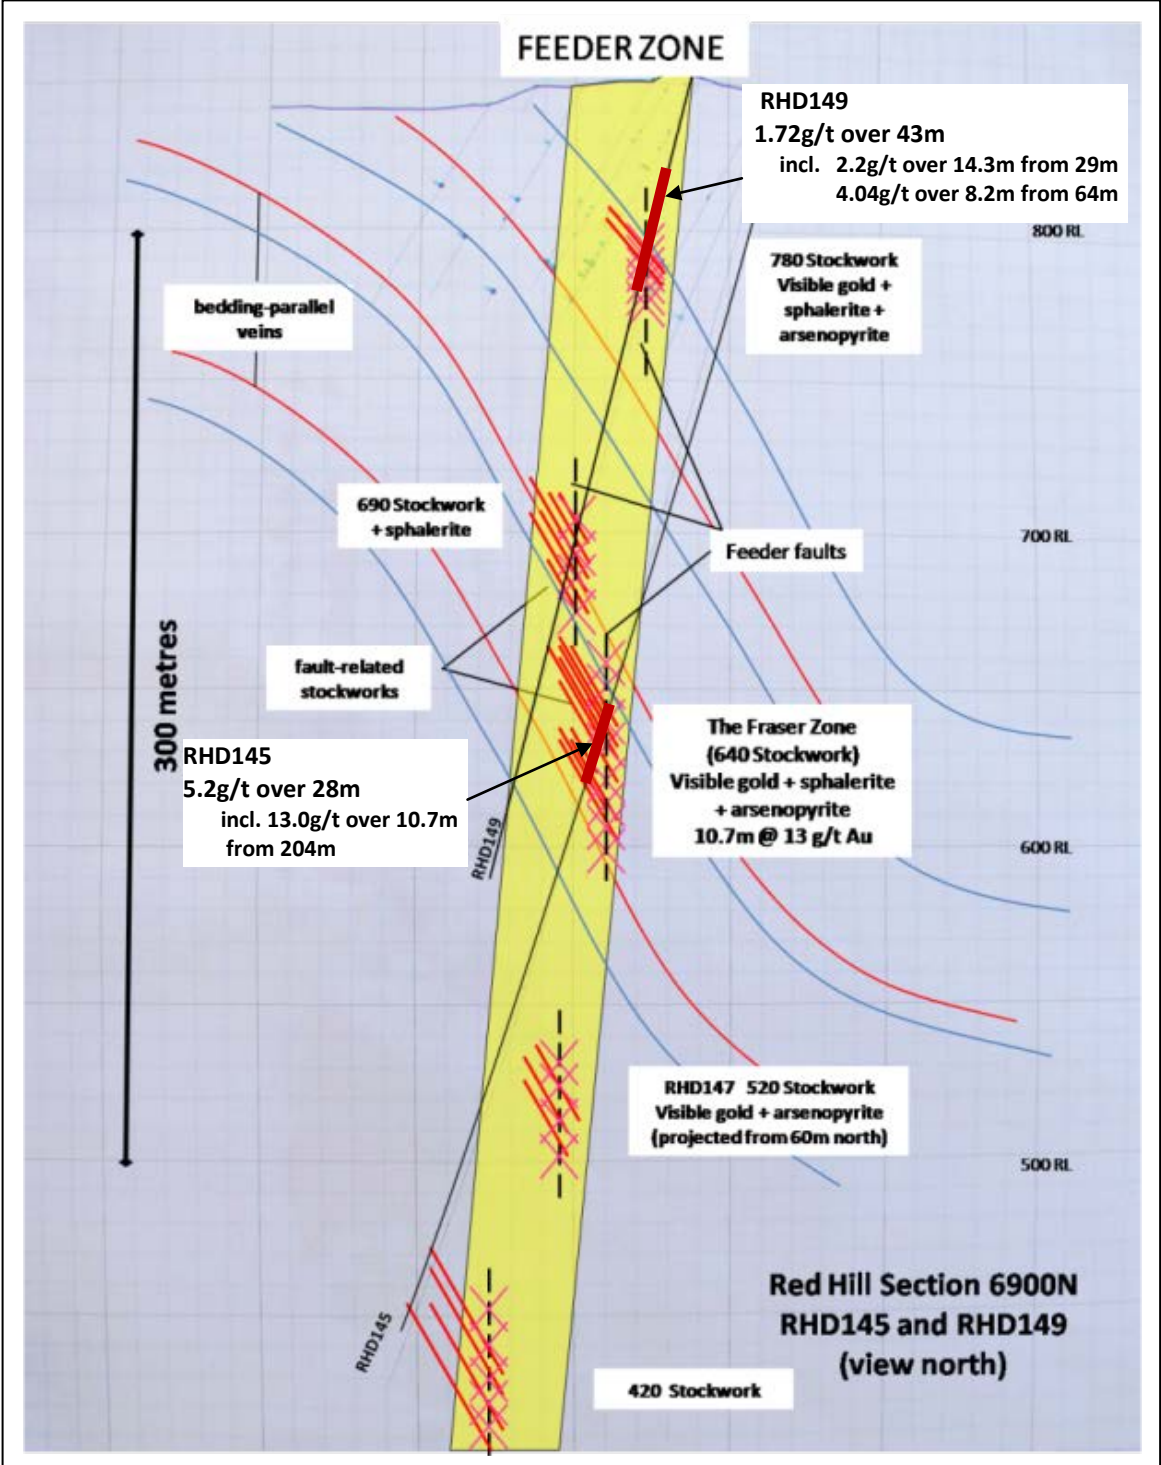 FEEDER ZONE
RHD149
1.72g/t over 43m
incl. 2.2g/t over 14.3m from 29m
4.04g/t over 8.2m from 64m
800 RL
780 Stockwork
Visible gold +
sphalerite +
arsenopyrite
bedding-parallel
veins
690 Stockwork
+ sphalerite
700 RL
Feeder faults
300 metres
fault-related
stockworks
The Fraser Zone
(640 Stockwork)
Visible gold + sphalerite
+ arsenopyrite
10.7m @ 13 g/t Au
RHD145
5.2g/t over 28m
incl. 13.0g/t over 10.7m
from 204m
RHD149
600 RL
RHD147 520 Stockwork
Visible gold + arsenopyrite
(projected from 60m north)
500 RL
Red Hill Section 6900N
RHD145 and RHD149
(view north)
RHD145
420 Stockwork